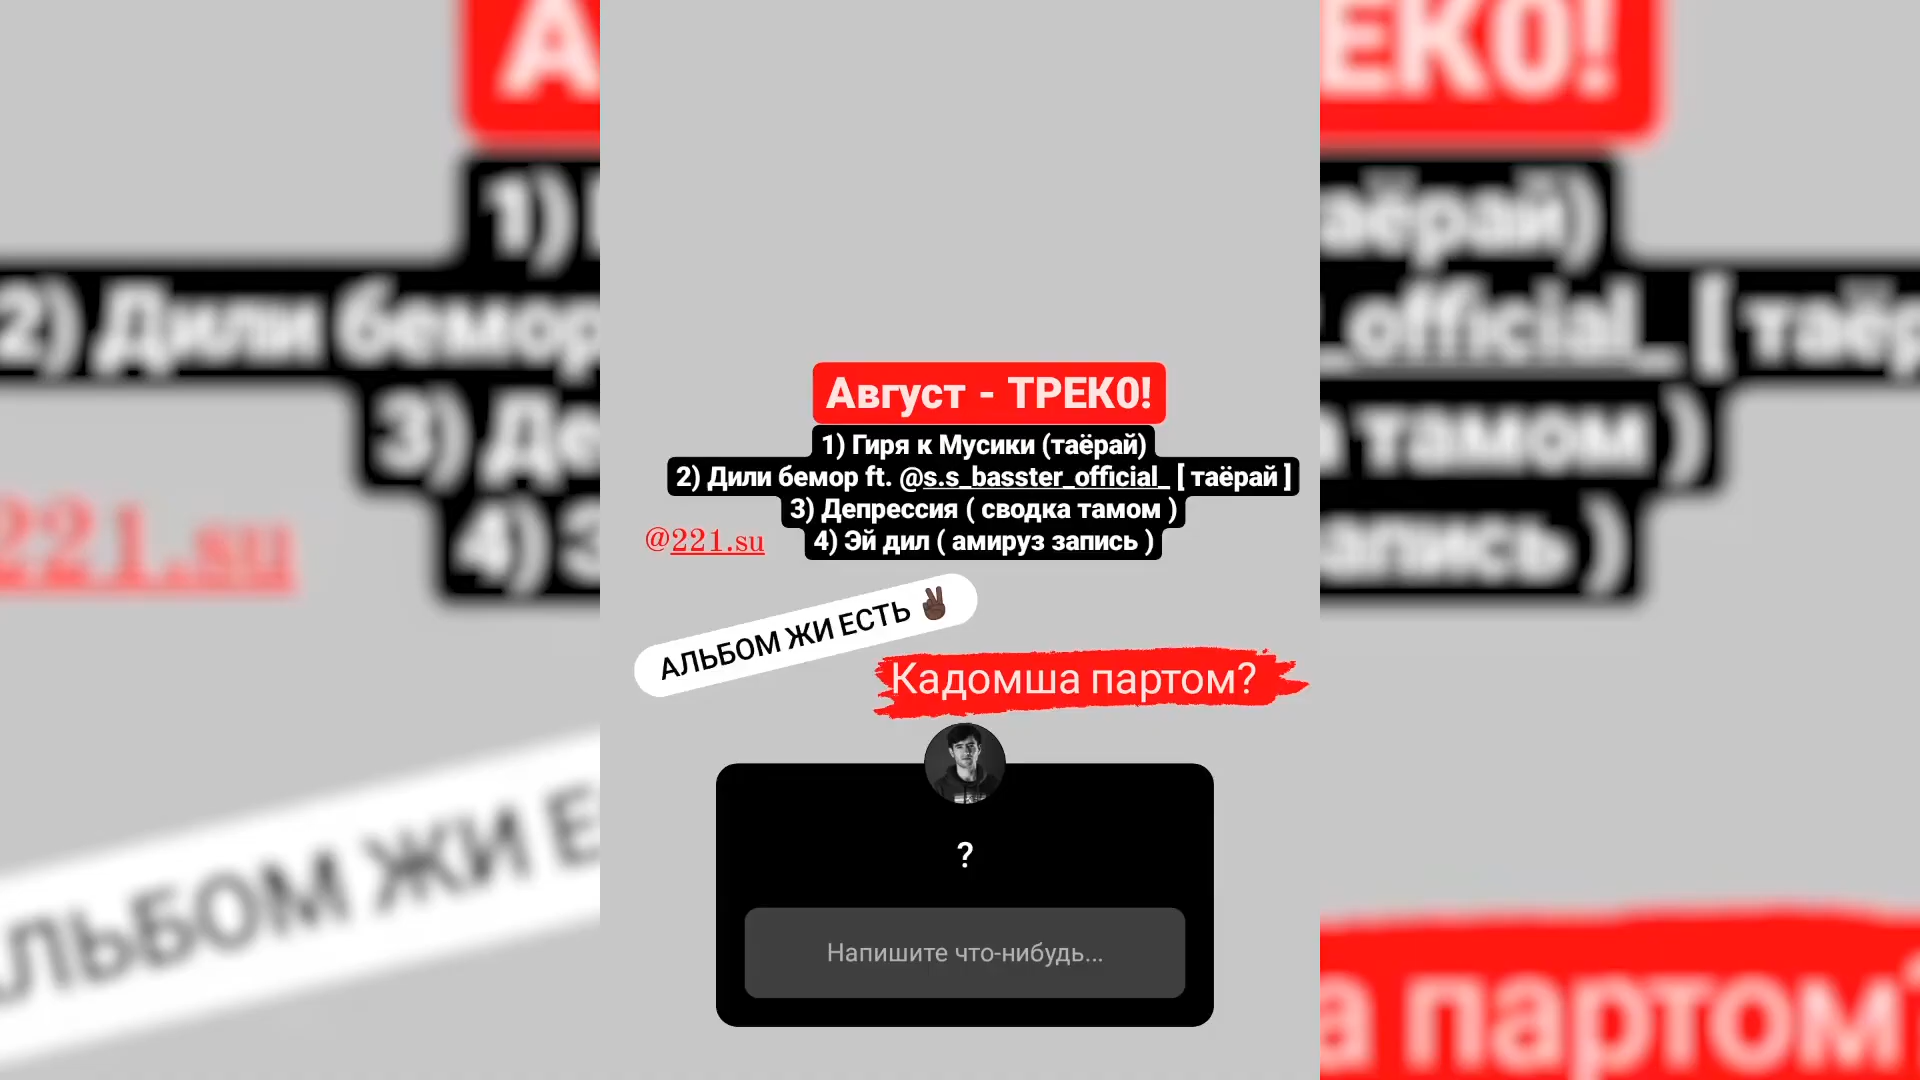 Август - ТРЕК0!
1) Гиря к Мусики (таёрай)
2) Дили бемор ft. @s.s_basster_official_ [ таёрай ]
3) Депрессия ( сводка тамом )
@221.su
4) Эй дил ( амируз запись )
АЛЬБОМ ЖИ ЕСТЬ ✌🏿
Кадомша партом?
?
Напишите что-нибудь...